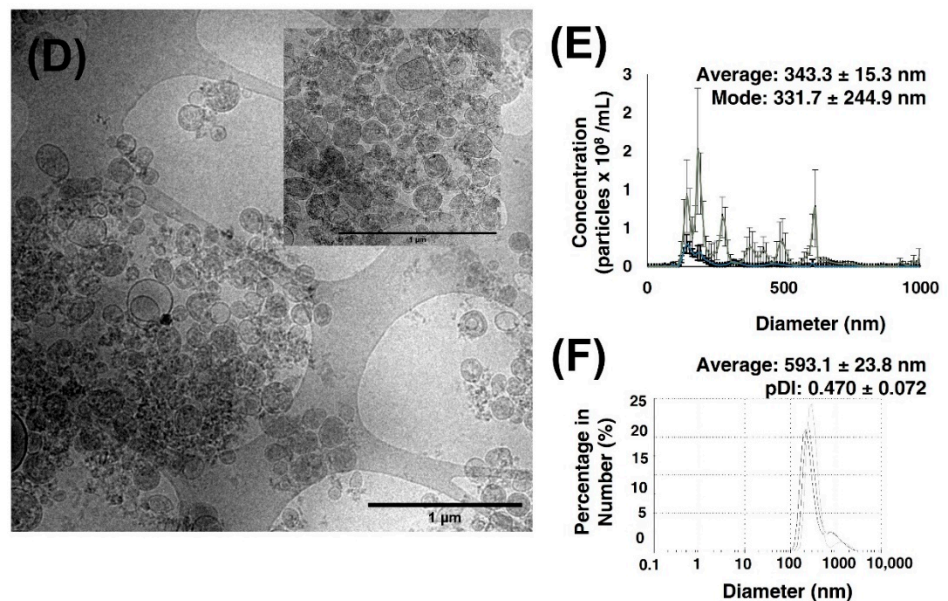 (D)
1 µm
1 µm
(E)
Average: 343.3 ± 15.3 nm
Mode: 331.7 ± 244.9 nm
Concentration
(particles x 10⁸ /mL)
3
2
2
1
1
0
0
500
1000
Diameter (nm)
(F)
Average: 593.1 ± 23.8 nm
pDI: 0.470 ± 0.072
Percentage in
Number (%)
25
20
15
10
5
0
0.1
1
10
100
1000
10,000
Diameter (nm)